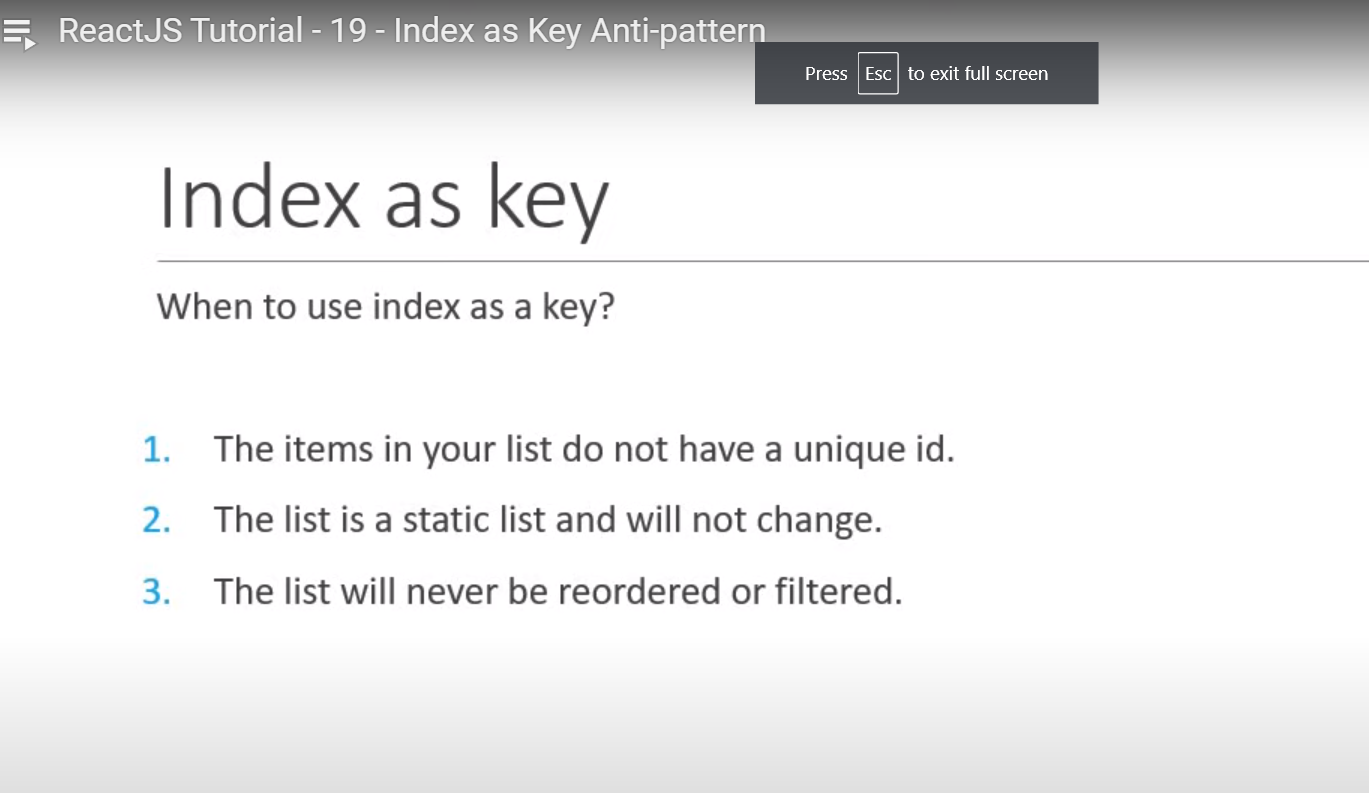 ReactJS Tutorial - 19 - Index as Key Anti-pattern
Press Esc to exit full screen
Index as key
When to use index as a key?
1. The items in your list do not have a unique id.
2. The list is a static list and will not change.
3. The list will never be reordered or filtered.